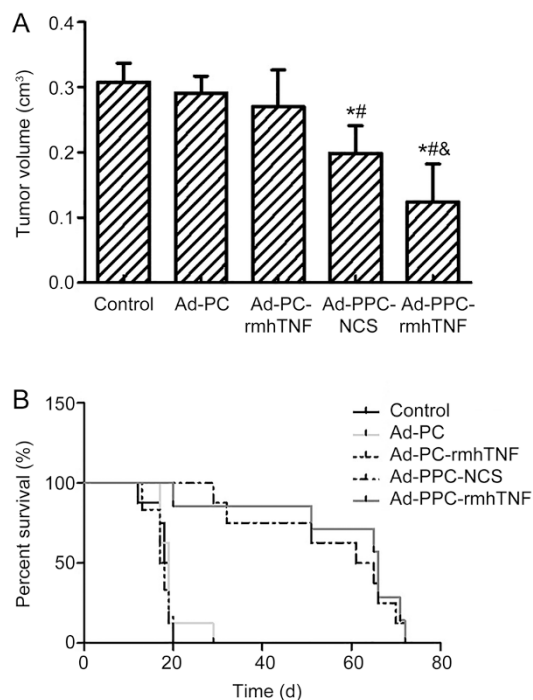 A
Tumor volume (cm³)
0.4
0.3
0.2
0.1
0.0
*#
*#&
Control
Ad-PC
Ad-PC-
rmhTNF
Ad-PPC-
NCS
Ad-PPC-
rmhTNF
B
Percent survival (%)
150
100
50
0
Control
Ad-PC
Ad-PC-rmhTNF
Ad-PPC-NCS
Ad-PPC-rmhTNF
0
20
40
60
80
Time (d)